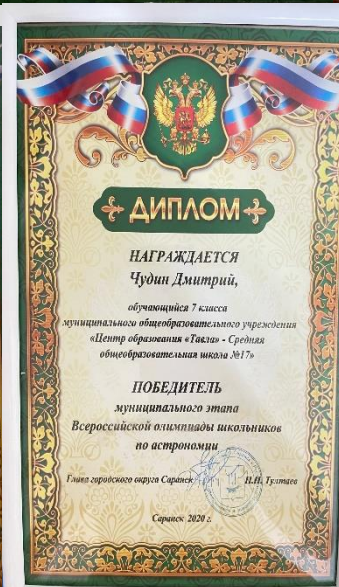 ДИПЛОМ
НАГРАЖДАЕТСЯ
Чудин Дмитрий,
обучающийся 7 класса
муниципального общеобразовательного учреждения
«Центр образования «Тавла» - Средняя
общеобразовательная школа №17»
ПОБЕДИТЕЛЬ
муниципального этапа
Всероссийской олимпиады школьников
по астрономии
Глава городского округа Саранск П.Н. Тултаев
Саранск 2020 г.